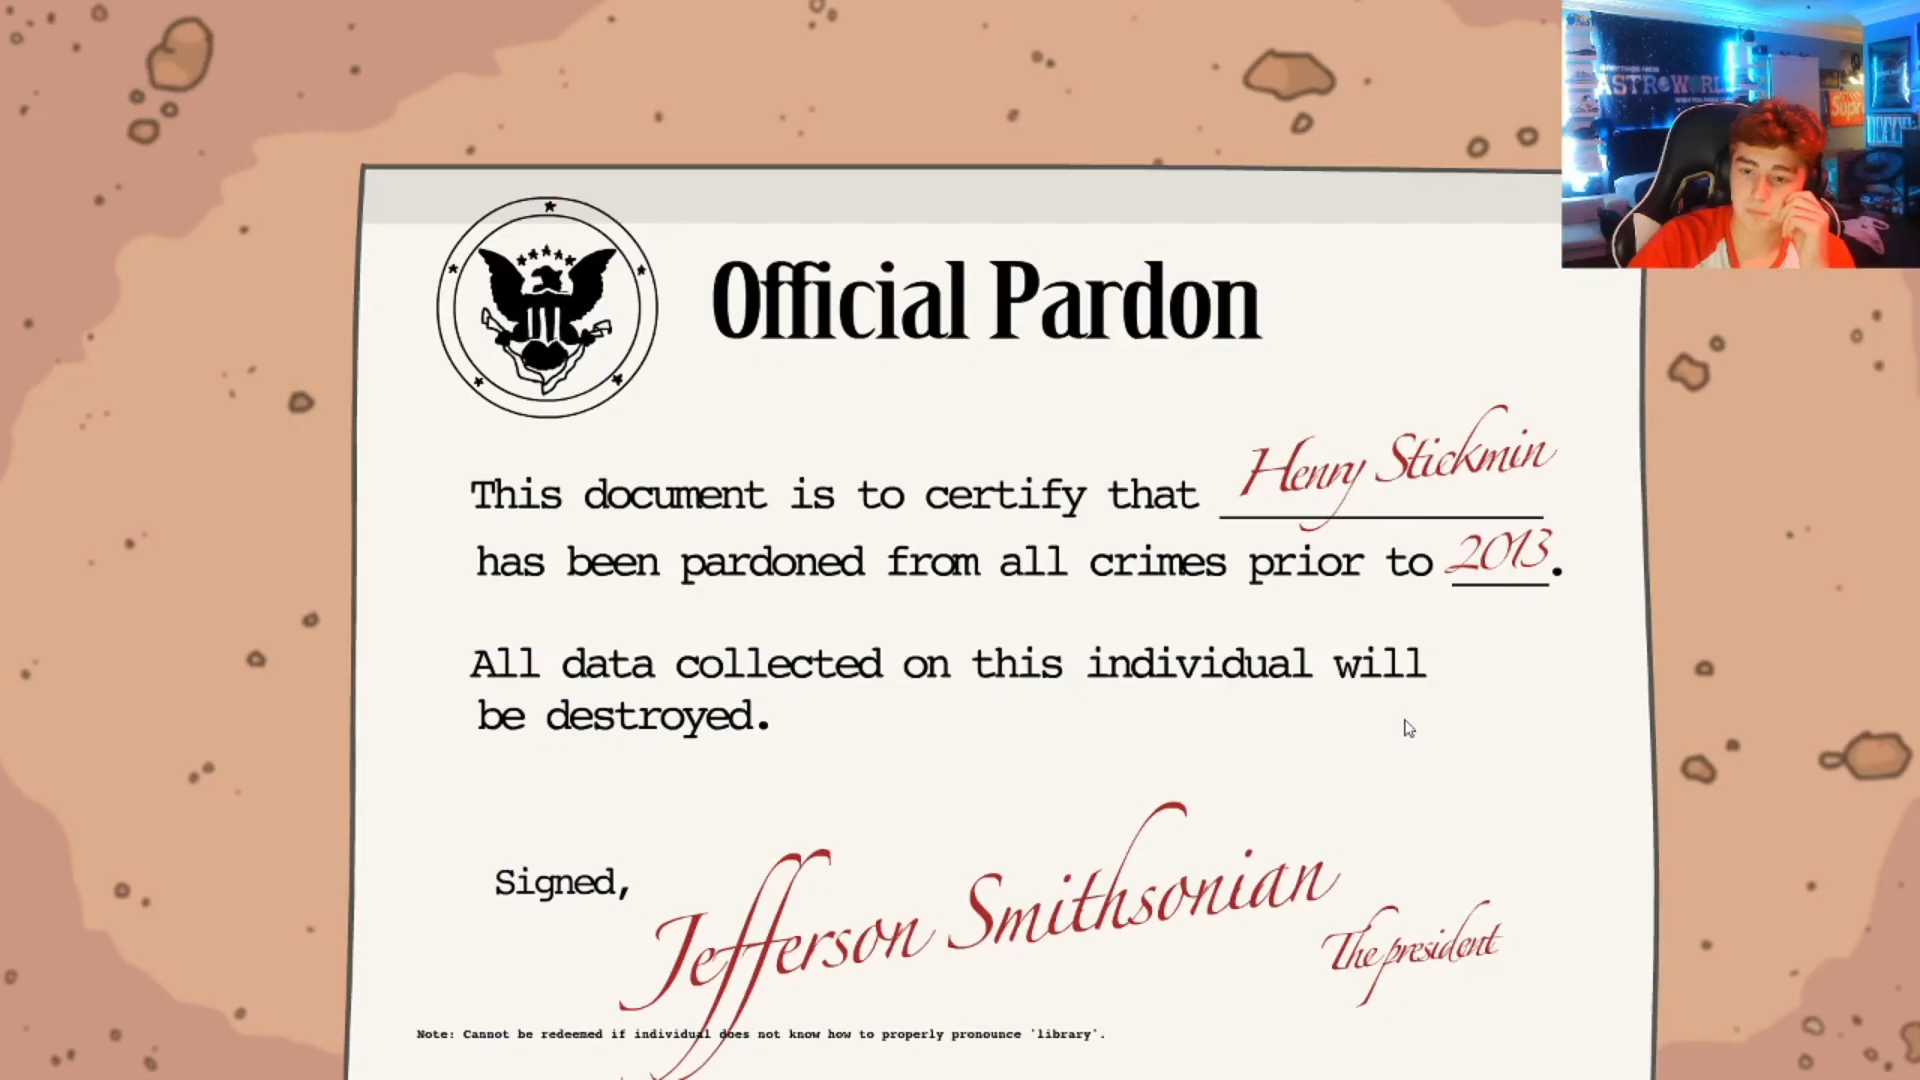 ASTROWORLD
Supr
Official Pardon
This document is to certify that Henry Stickmin
has been pardoned from all crimes prior to 2013.
All data collected on this individual will
be destroyed.
Signed, Jefferson Smithsonian
The president
Note: Cannot be redeemed if individual does not know how to properly pronounce 'library'.